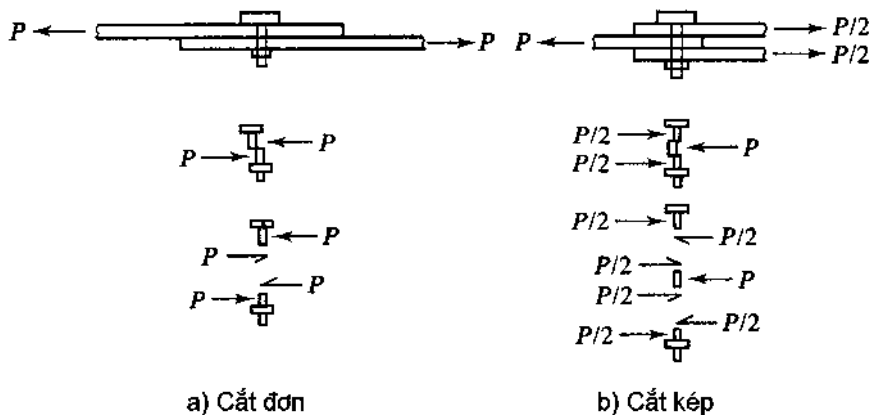 P P P P/2
P/2
P P
P/2 P
P/2
P P/2
P P/2
P P/2 P
P P/2
P/2 P/2
a) Cắt đơn b) Cắt kép